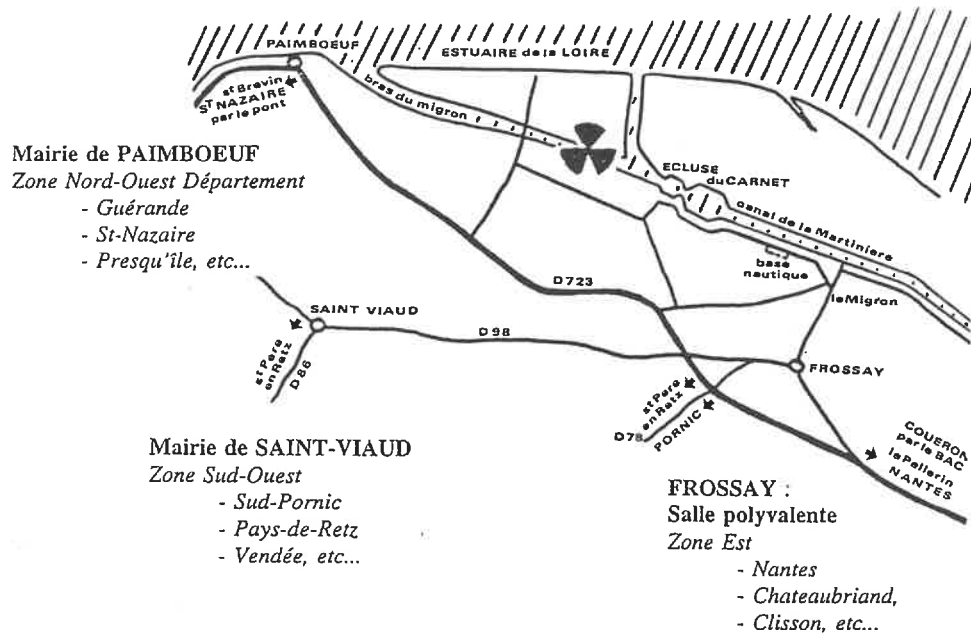 PAIMBOEUF
ESTUAIRE de la LOIRE
st Brevin
ST NAZAIRE
par le pont
bras du migron
ECLUSE
du CARNET
canal de la Martiniere
base
nautique
le Migron
Mairie de PAIMBOEUF
Zone Nord-Ouest Département
- Guérande
- St-Nazaire
- Presqu'île, etc...
D723
SAINT VIAUD
D98
st Pere
en Retz
D86
FROSSAY
st Pere
en Retz
D78
PORNIC
COUERON
par le BAC
le Pellerin
NANTES
Mairie de SAINT-VIAUD
Zone Sud-Ouest
- Sud-Pornic
- Pays-de-Retz
- Vendée, etc...
FROSSAY :
Salle polyvalente
Zone Est
- Nantes
- Chateaubriand,
- Clisson, etc...